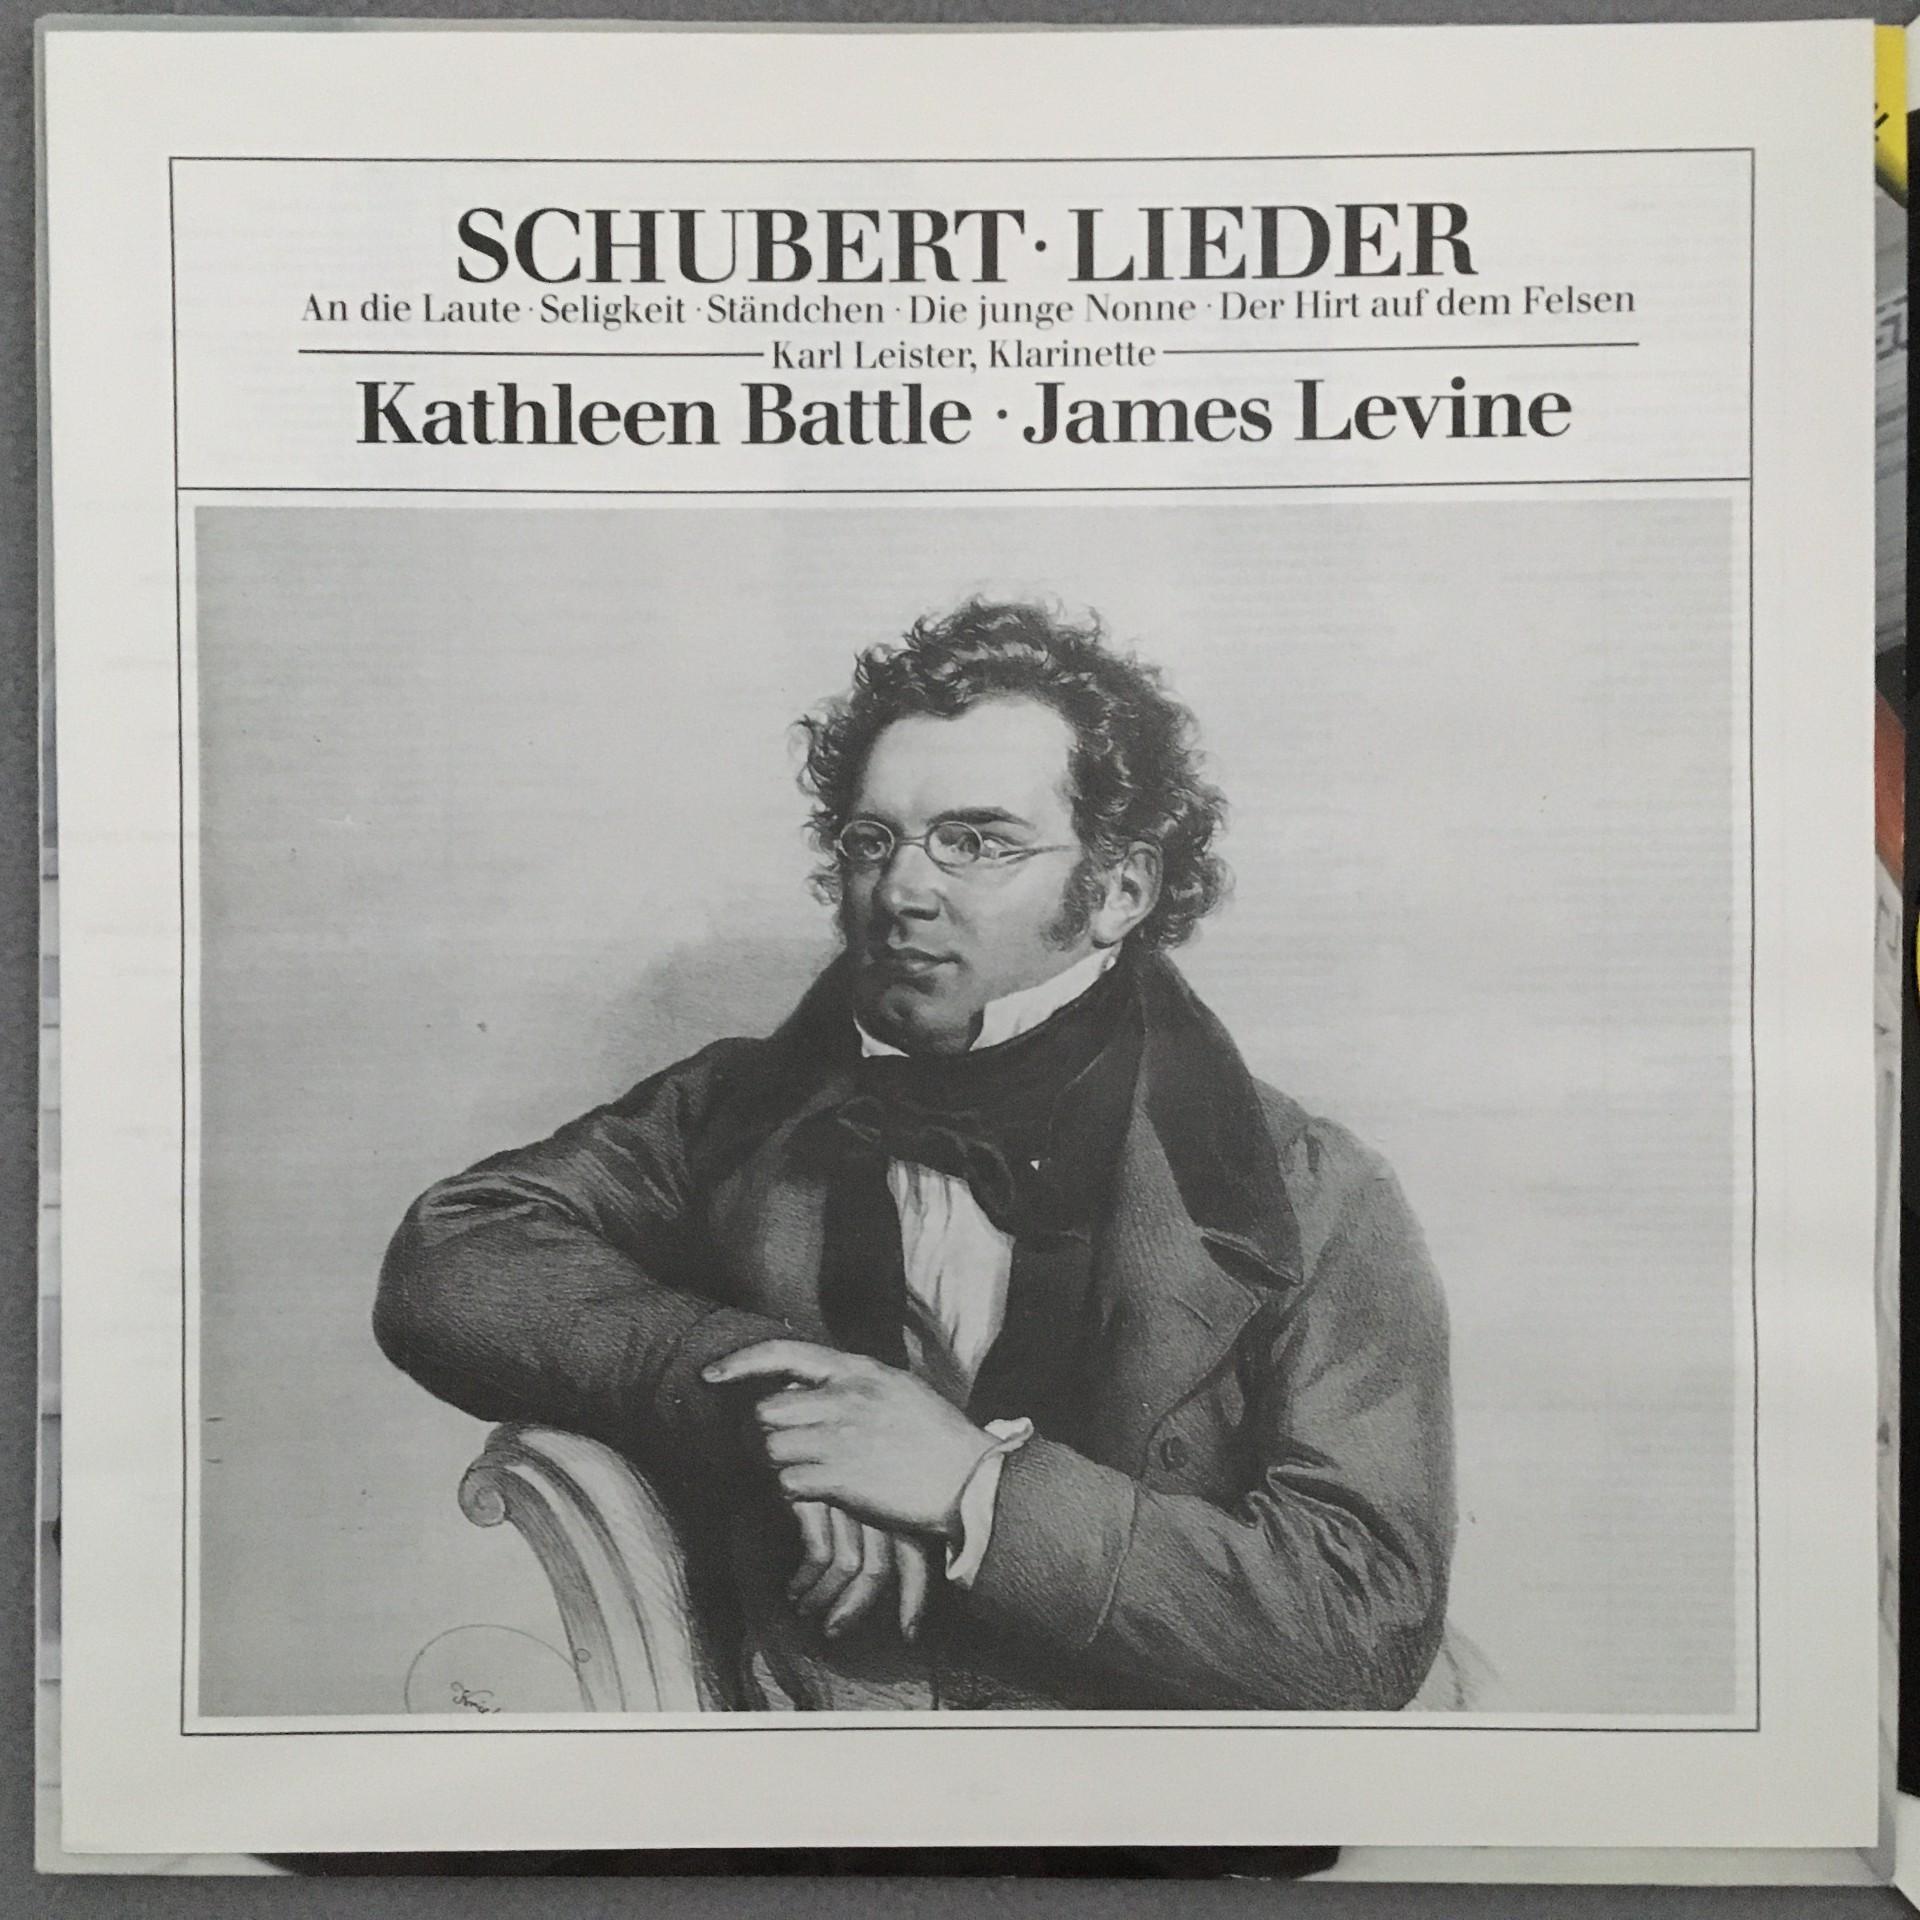 SCHUBERT · LIEDER
An die Laute · Seligkeit · Ständchen · Die junge Nonne · Der Hirt auf dem Felsen
Karl Leister, Klarinette
Kathleen Battle · James Levine